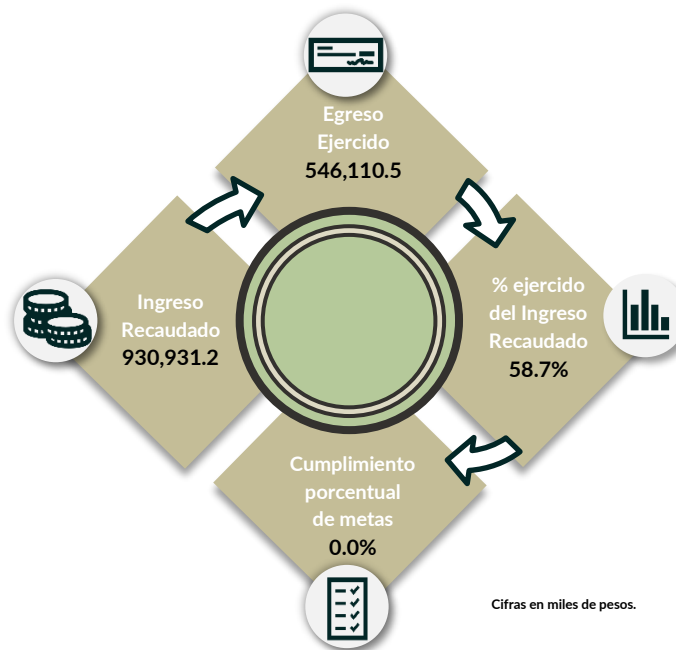 Egreso
Ejercido
546,110.5
Ingreso
Recaudado
930,931.2
% ejercido
del Ingreso
Recaudado
58.7%
Cumplimiento
porcentual
de metas
0.0%
Cifras en miles de pesos.